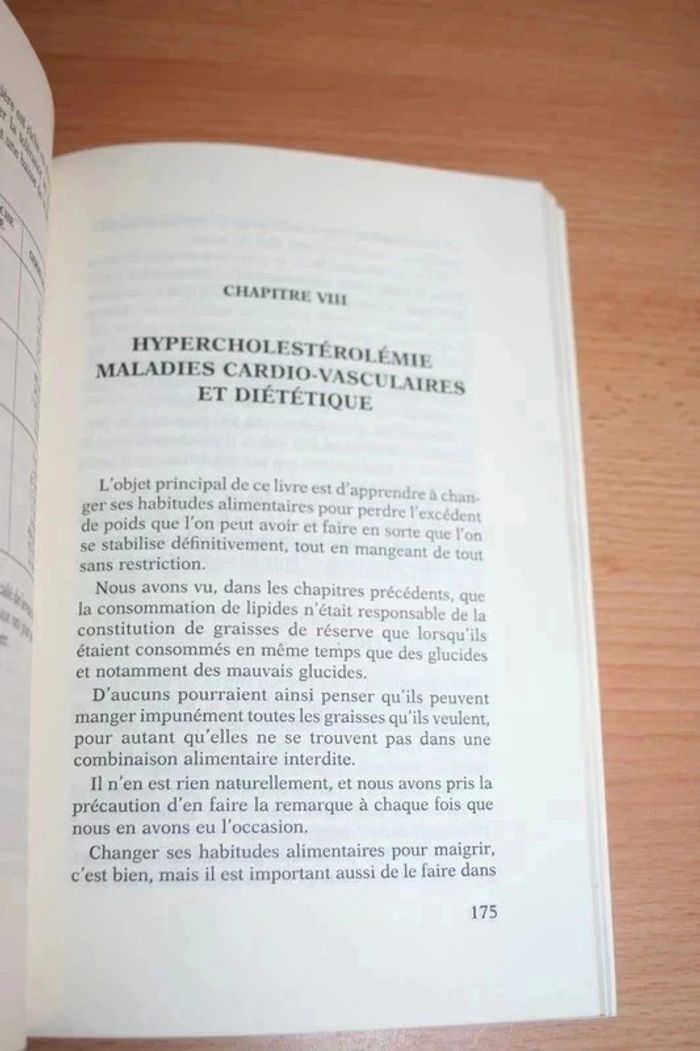 CHAPITRE VIII
HYPERCHOLESTÉROLÉMIE
MALADIES CARDIO-VASCULAIRES
ET DIÉTÉTIQUE
L'objet principal de ce livre est d'apprendre à chan-
ger ses habitudes alimentaires pour perdre l'excédent
de poids que l'on peut avoir et faire en sorte que l'on
se stabilise définitivement, tout en mangeant de tout
sans restriction.
Nous avons vu, dans les chapitres précédents, que
la consommation de lipides n'était responsable de la
constitution de graisses de réserve que lorsqu'ils
étaient consommés en même temps que des glucides
et notamment des mauvais glucides.
D'aucuns pourraient ainsi penser qu'ils peuvent
manger impunément toutes les graisses qu'ils veulent,
pour autant qu'elles ne se trouvent pas dans une
combinaison alimentaire interdite.
Il n'en est rien naturellement, et nous avons pris la
précaution d'en faire la remarque à chaque fois que
nous en avons eu l'occasion.
Changer ses habitudes alimentaires pour maigrir,
c'est bien, mais il est important aussi de le faire dans
175